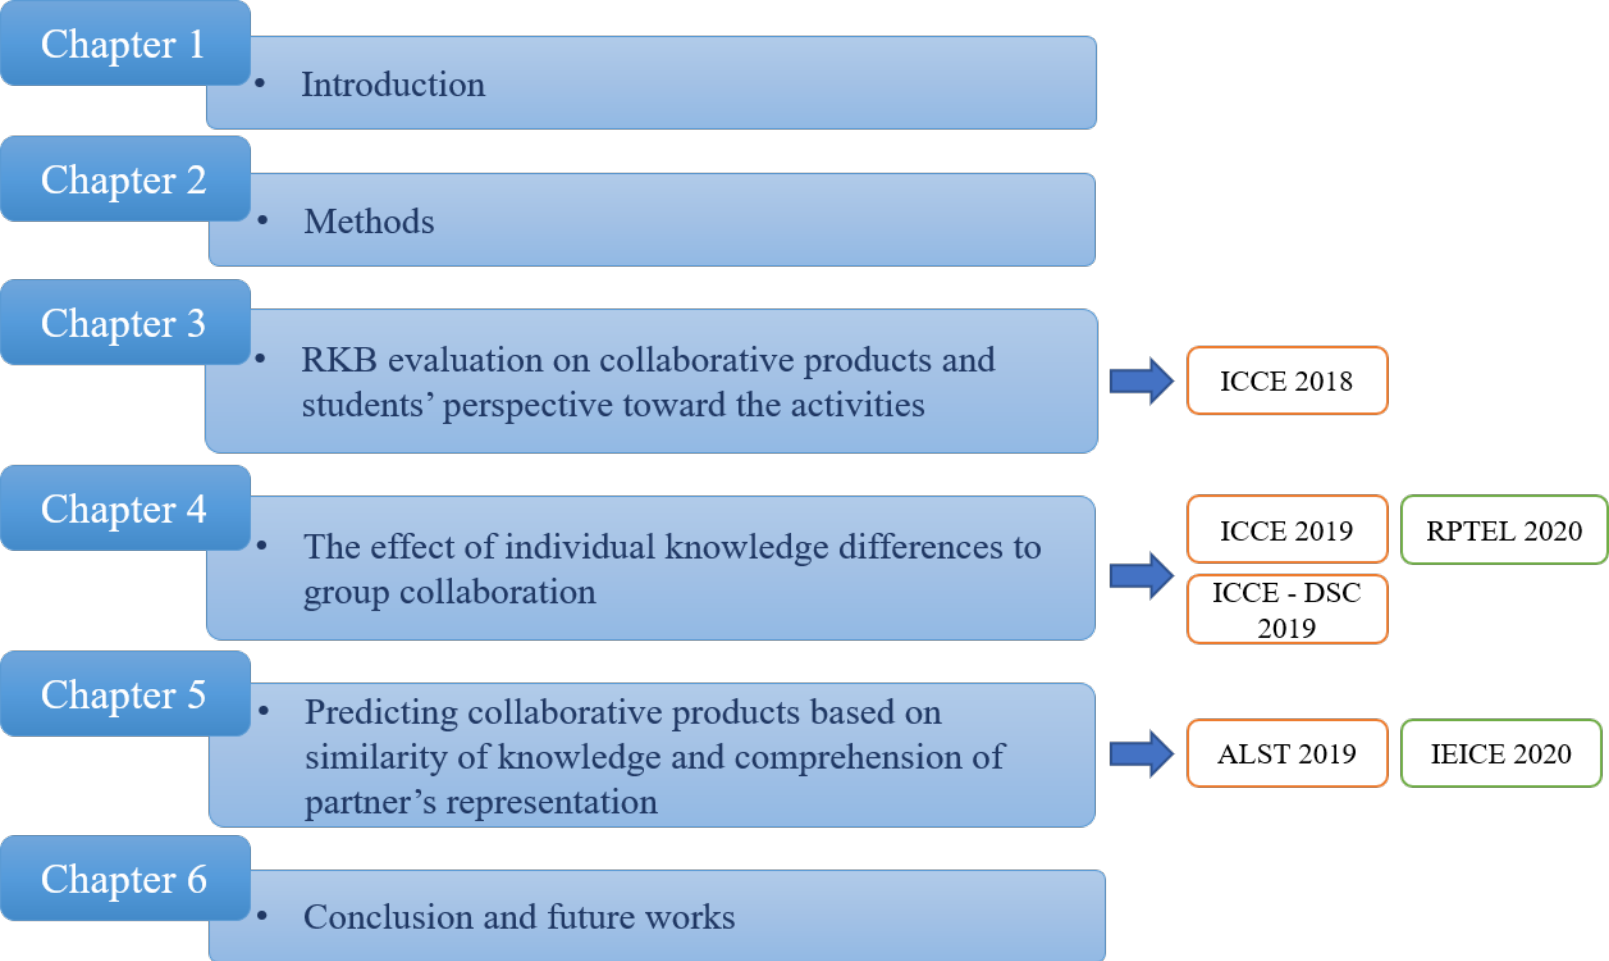 Chapter 1
• Introduction
Chapter 2
• Methods
Chapter 3
• RKB evaluation on collaborative products and
students’ perspective toward the activities
ICCE 2018
Chapter 4
• The effect of individual knowledge differences to
group collaboration
ICCE 2019
RPTEL 2020
ICCE - DSC
2019
Chapter 5
• Predicting collaborative products based on
similarity of knowledge and comprehension of
partner’s representation
ALST 2019
IEICE 2020
Chapter 6
• Conclusion and future works